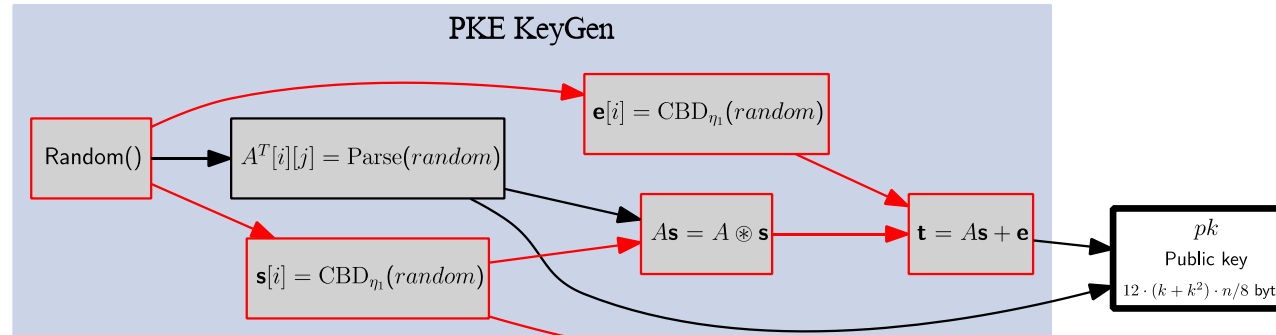 PKE KeyGen
𝐞[i] = CBD_{η₁}(random)
Random()
Aᵀ[i][j] = Parse(random)
A𝐬 = A ⊛ 𝐬
𝐭 = A𝐬 + 𝐞
pk
Public key
12 · (k + k²) · n/8 byt
𝐬[i] = CBD_{η₁}(random)